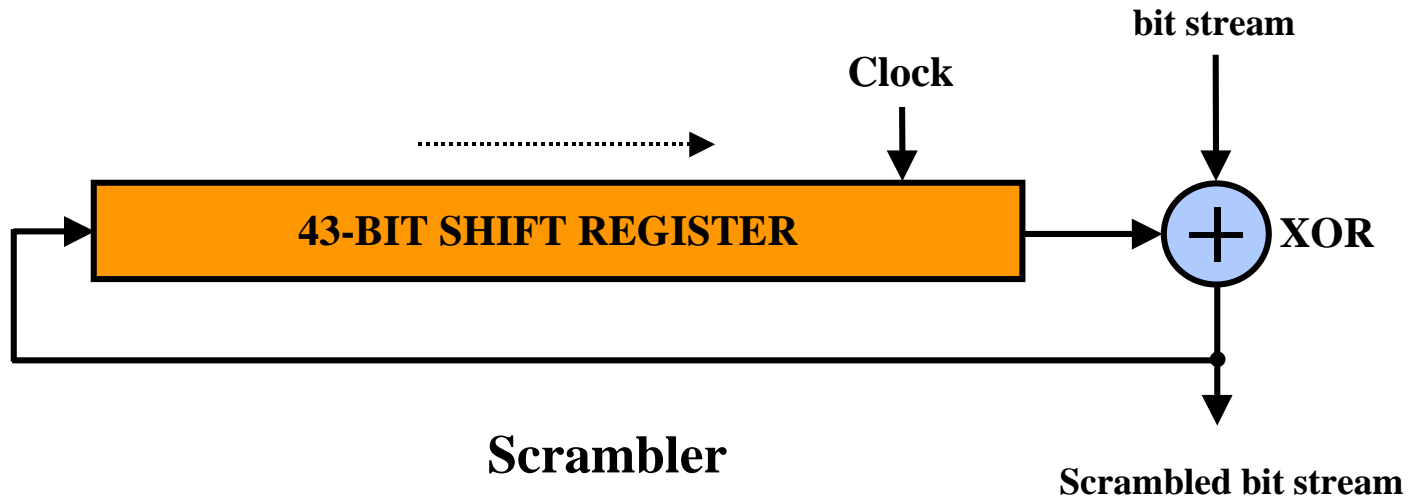 bit stream
Clock
43-BIT SHIFT REGISTER
XOR
Scrambler
Scrambled bit stream